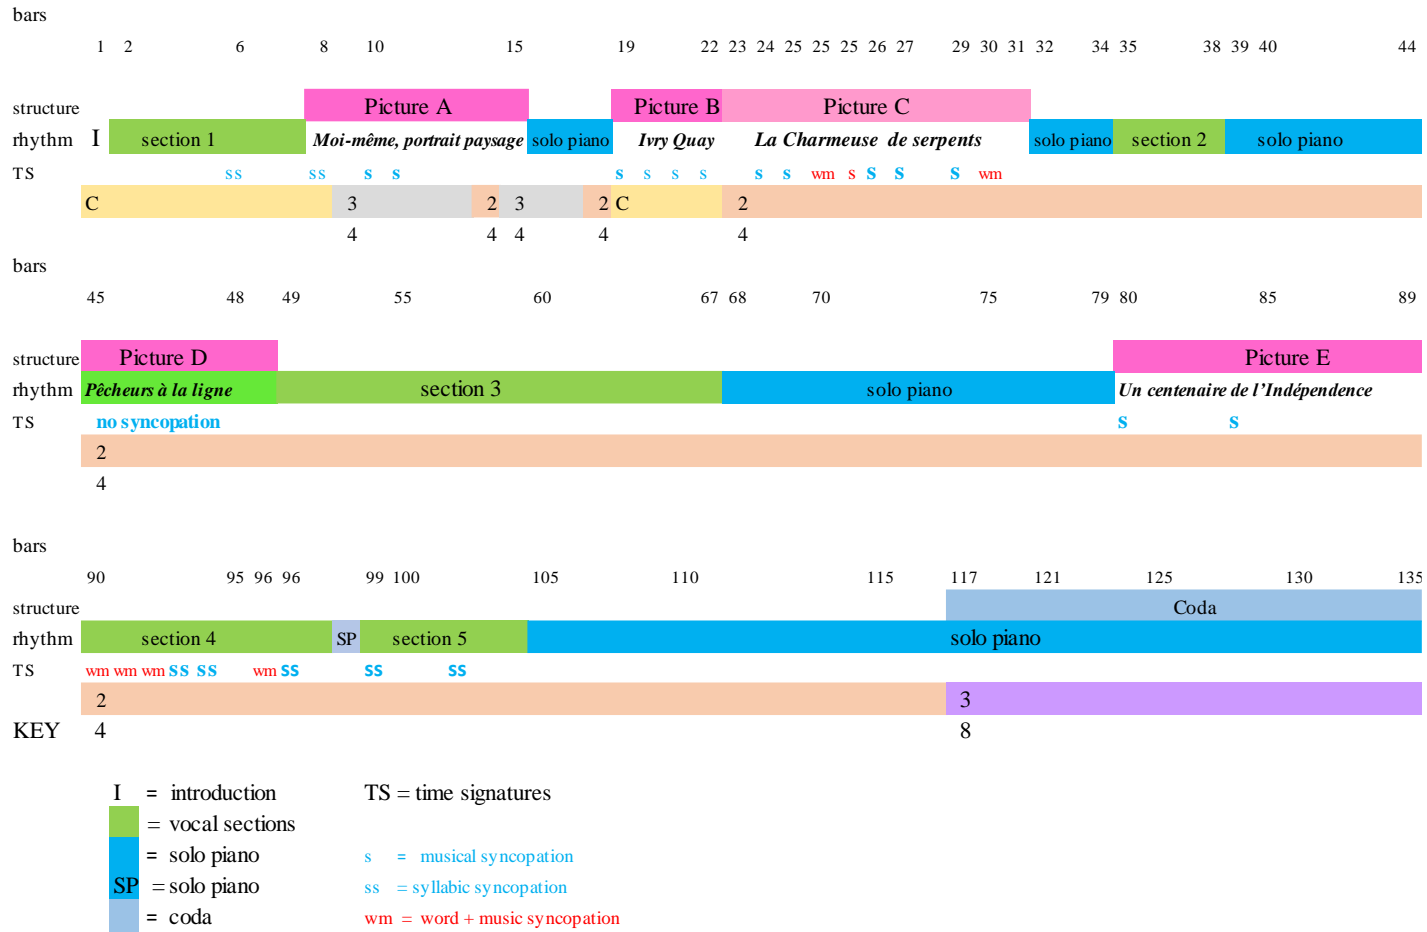 bars
1 2 6 8 10 15 19 22 23 24 25 25 25 26 27 29 30 31 32 34 35 38 39 40 44
structure Picture A Picture B Picture C
rhythm I section 1 Moi-même, portrait paysage solo piano Ivry Quay La Charmeuse de serpents solo piano section 2 solo piano
TS ss ss s s s s s s s s wm s s s s wm
C 3 2 3 2 C 2
4 4 4 4 4
bars
45 48 49 55 60 67 68 70 75 79 80 85 89
structure Picture D Picture E
rhythm Pêcheurs à la ligne section 3 solo piano Un centenaire de l'Indépendence
TS no syncopation s s
2
4
bars
90 95 96 96 99 100 105 110 115 117 121 125 130 135
structure Coda
rhythm section 4 SP section 5 solo piano
TS wm wm wm ss ss wm ss ss ss
2 3
KEY 4 8
I = introduction TS = time signatures
= vocal sections
= solo piano s = musical syncopation
SP = solo piano ss = syllabic syncopation
= coda wm = word + music syncopation